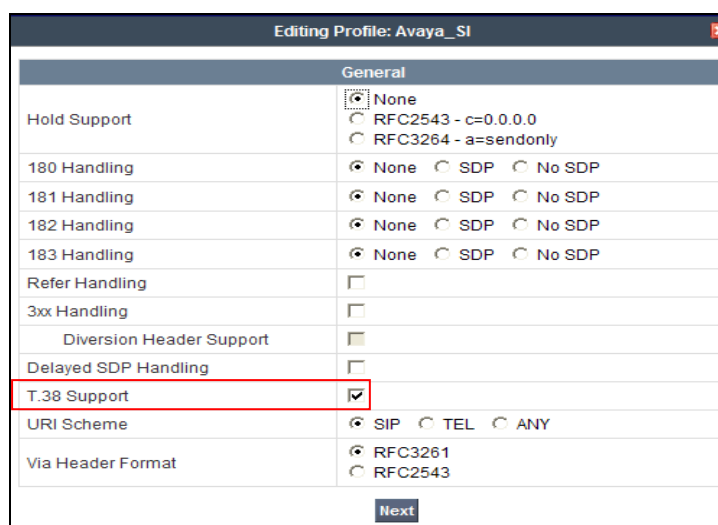 Editing Profile: Avaya_SI
General
Hold Support
None
RFC2543 - c=0.0.0.0
RFC3264 - a=sendonly
180 Handling None SDP No SDP
181 Handling None SDP No SDP
182 Handling None SDP No SDP
183 Handling None SDP No SDP
Refer Handling
3xx Handling
Diversion Header Support
Delayed SDP Handling
T.38 Support
URI Scheme SIP TEL ANY
Via Header Format
RFC3261
RFC2543
Next